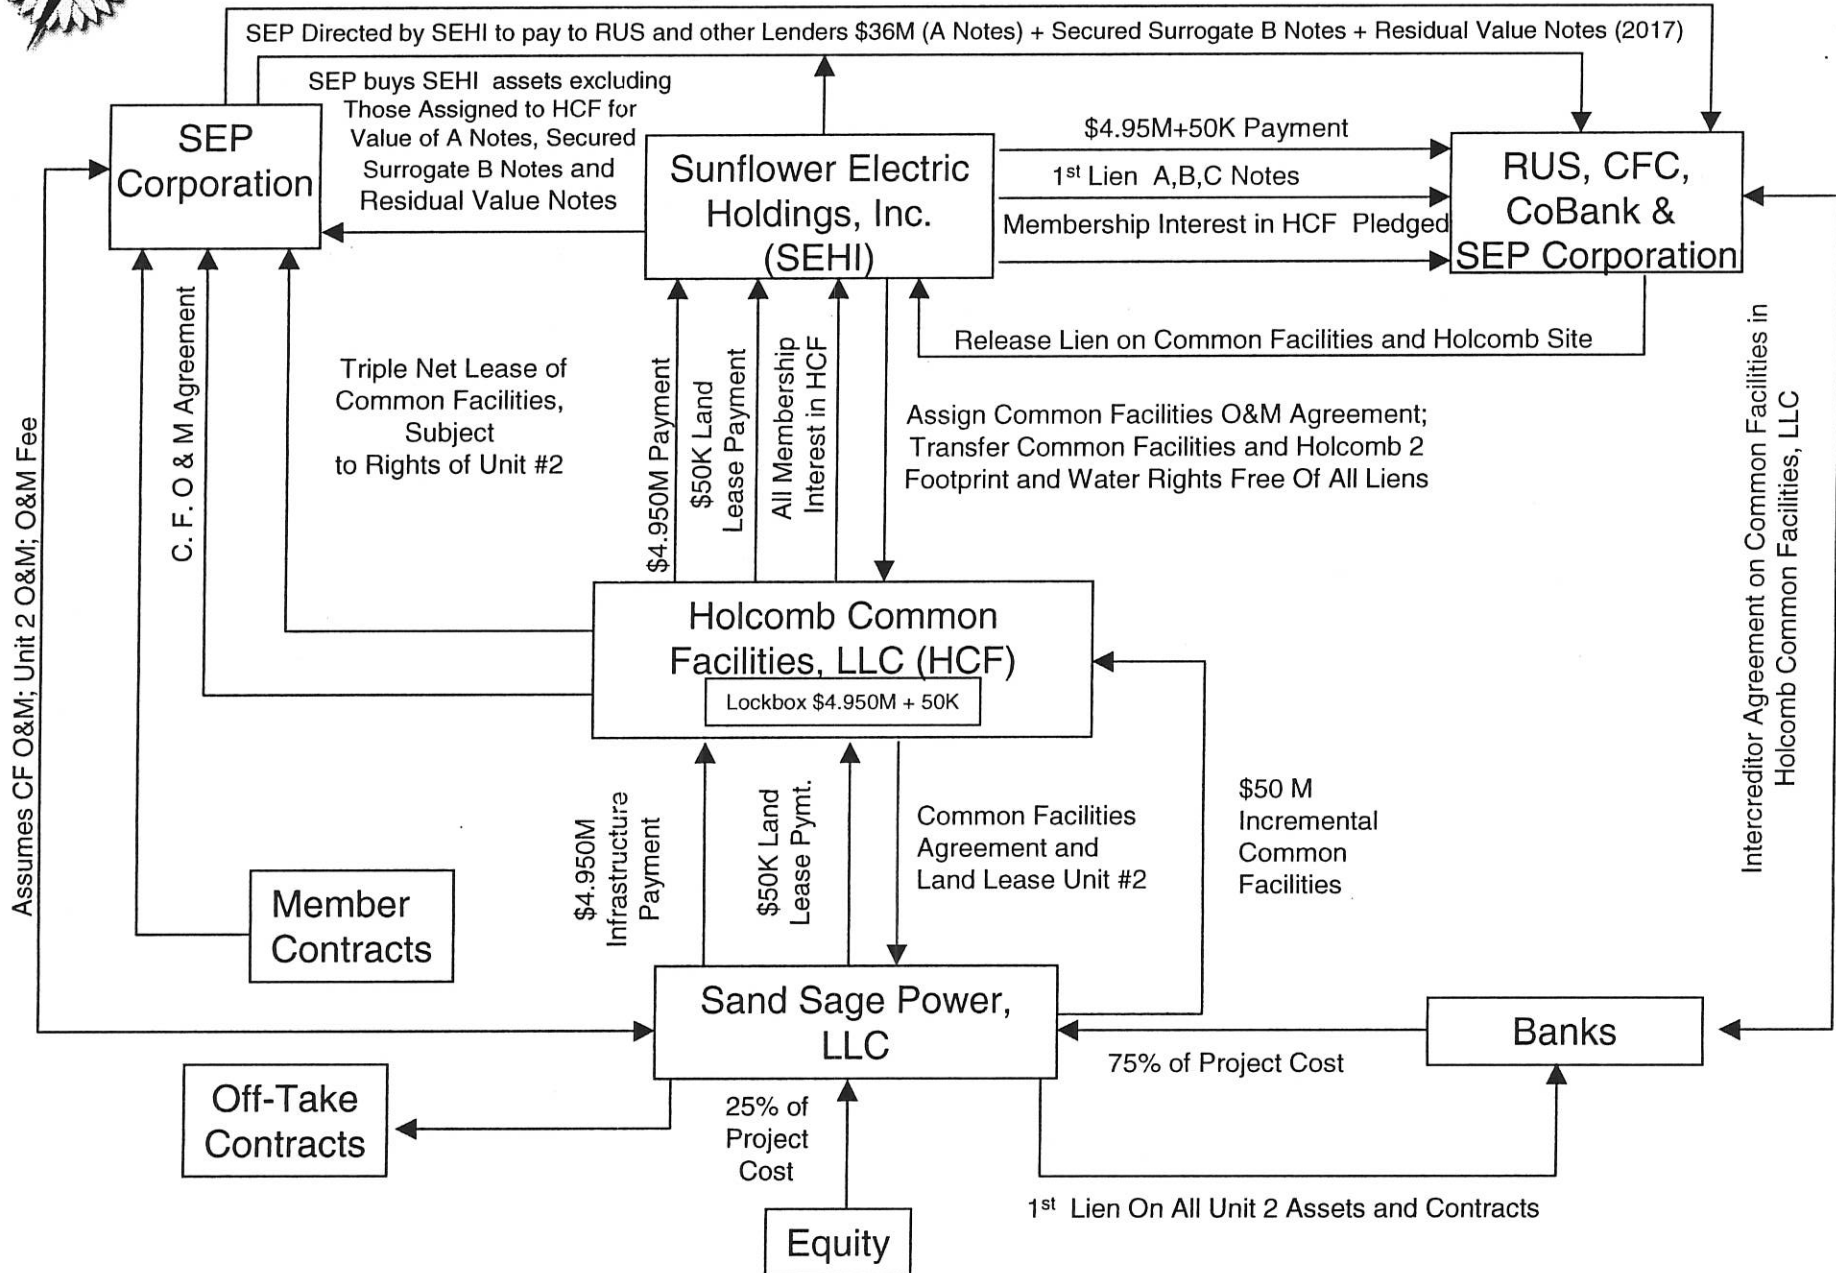 SEP Directed by SEHI to pay to RUS and other Lenders $36M (A Notes) + Secured Surrogate B Notes + Residual Value Notes (2017)
SEP buys SEHI assets excluding
Those Assigned to HCF for
Value of A Notes, Secured
Surrogate B Notes and
Residual Value Notes
SEP
Corporation
Sunflower Electric
Holdings, Inc.
(SEHI)
$4.95M+50K Payment
1st Lien A,B,C Notes
Membership Interest in HCF Pledged
RUS, CFC,
CoBank &
SEP Corporation
Release Lien on Common Facilities and Holcomb Site
Assumes CF O&M; Unit 2 O&M; O&M Fee
C. F. O & M Agreement
Triple Net Lease of
Common Facilities,
Subject
to Rights of Unit #2
$4.950M Payment
$50K Land
Lease Payment
All Membership
Interest in HCF
Assign Common Facilities O&M Agreement;
Transfer Common Facilities and Holcomb 2
Footprint and Water Rights Free Of All Liens
Intercreditor Agreement on Common Facilities in
Holcomb Common Facilities, LLC
Holcomb Common
Facilities, LLC (HCF)
Lockbox $4.950M + 50K
$4.950M
Infrastructure
Payment
$50K Land
Lease Pymt.
Common Facilities
Agreement and
Land Lease Unit #2
$50 M
Incremental
Common
Facilities
Member
Contracts
Sand Sage Power,
LLC
Banks
75% of Project Cost
Off-Take
Contracts
25% of
Project
Cost
1st Lien On All Unit 2 Assets and Contracts
Equity